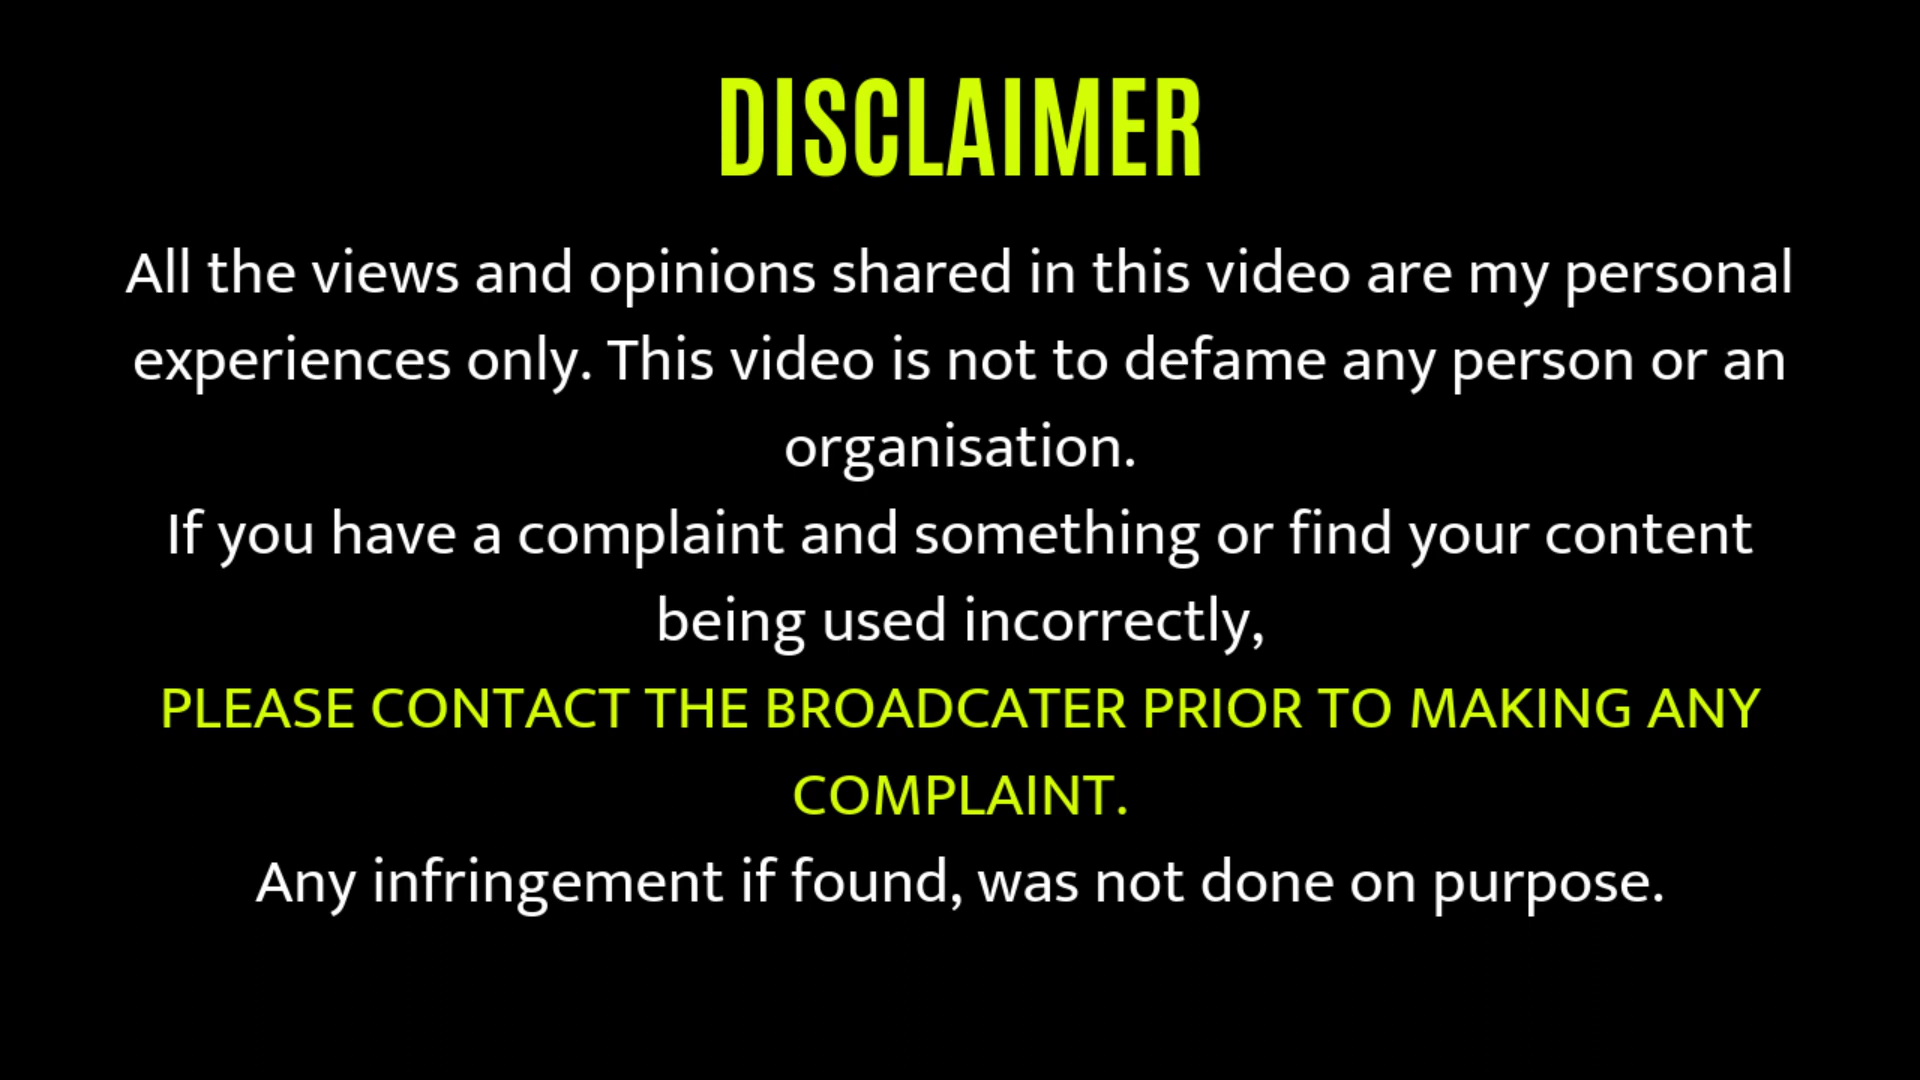 DISCLAIMER
All the views and opinions shared in this video are my personal
experiences only. This video is not to defame any person or an
organisation.
If you have a complaint and something or find your content
being used incorrectly,
PLEASE CONTACT THE BROADCATER PRIOR TO MAKING ANY
COMPLAINT.
Any infringement if found, was not done on purpose.